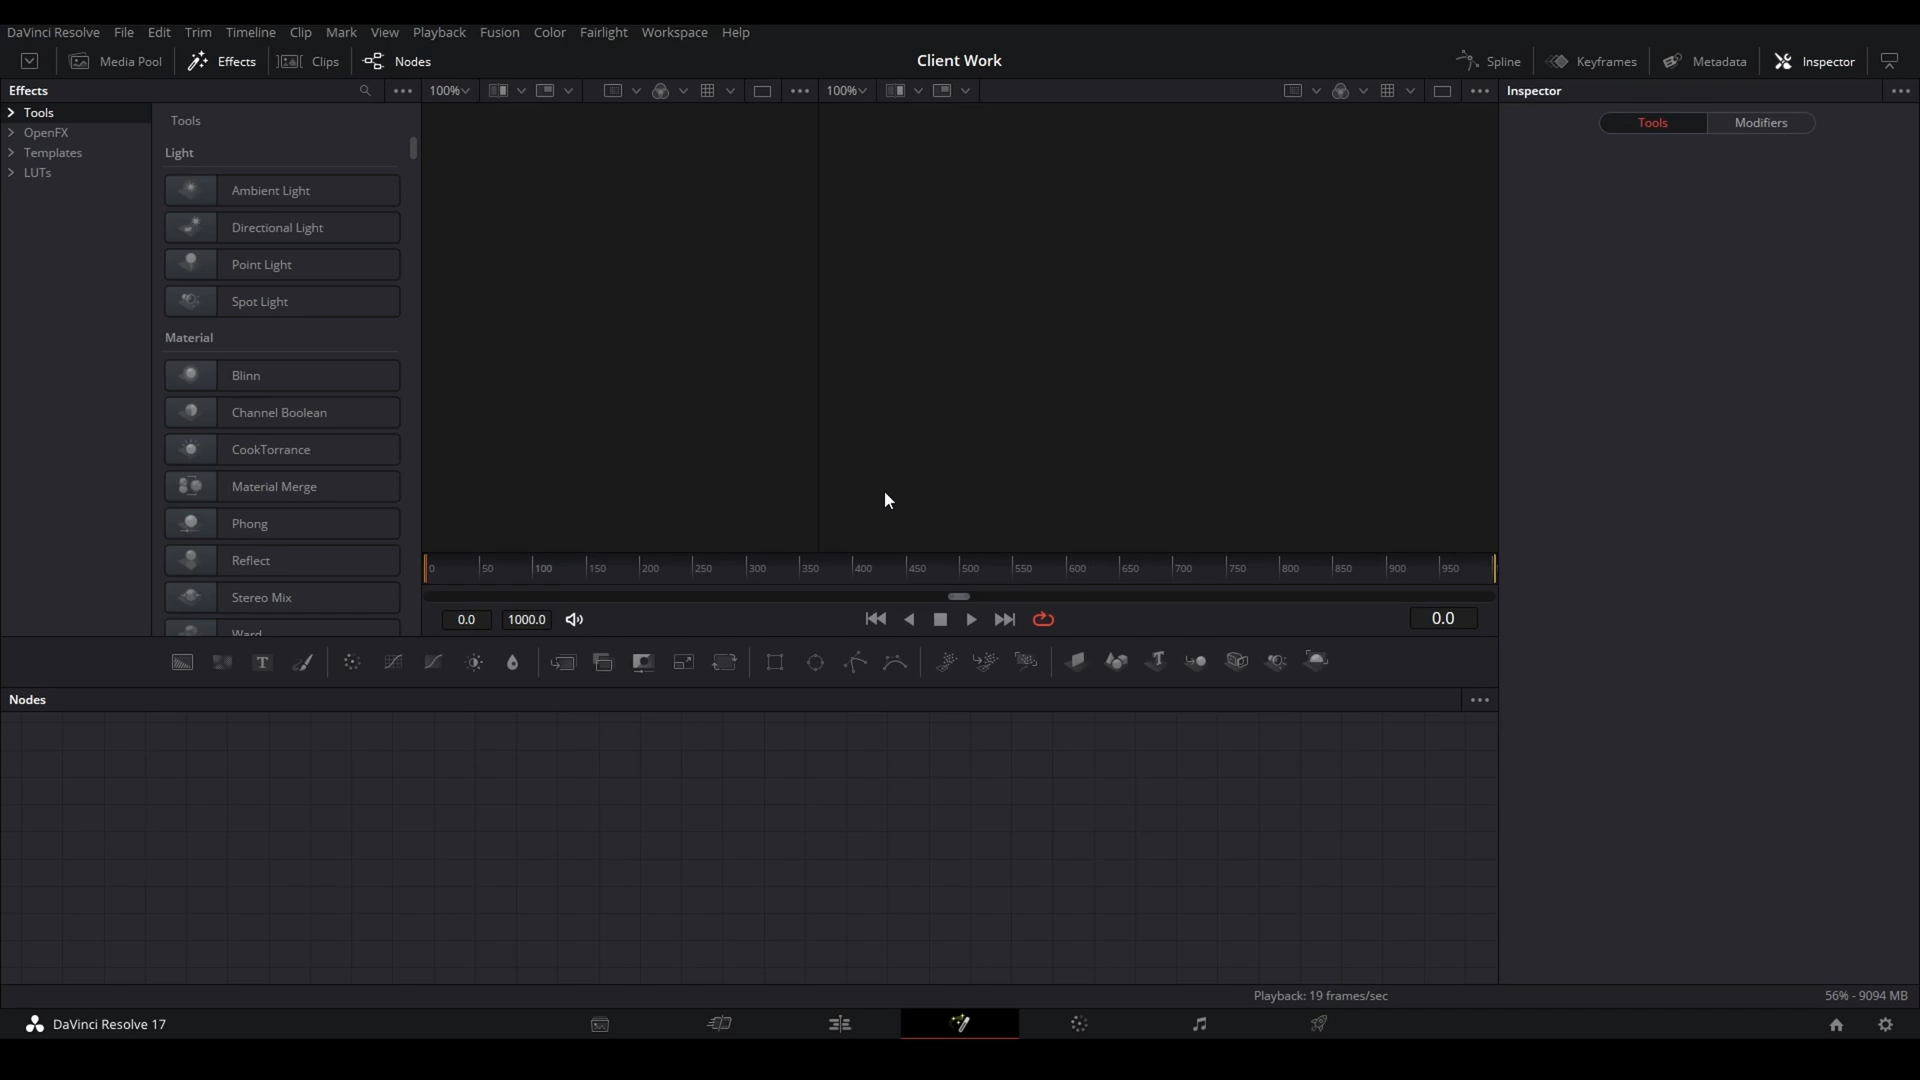 DaVinci Resolve File Edit Trim Timeline Clip Mark View Playback Fusion Color Fairlight Workspace Help
Media Pool Effects Clips Nodes Client Work Spline Keyframes Metadata Inspector
Effects 100% 100% Inspector
Tools Modifiers
Tools
OpenFX
Templates
LUTs
Tools
Light
Ambient Light
Directional Light
Point Light
Spot Light
Material
Blinn
Channel Boolean
CookTorrance
Material Merge
Phong
Reflect
Stereo Mix
Ward
0 50 100 150 200 250 300 350 400 450 500 550 600 650 700 750 800 850 900 950
0.0 1000.0 0.0
Nodes
Playback: 19 frames/sec 56% - 9094 MB
DaVinci Resolve 17